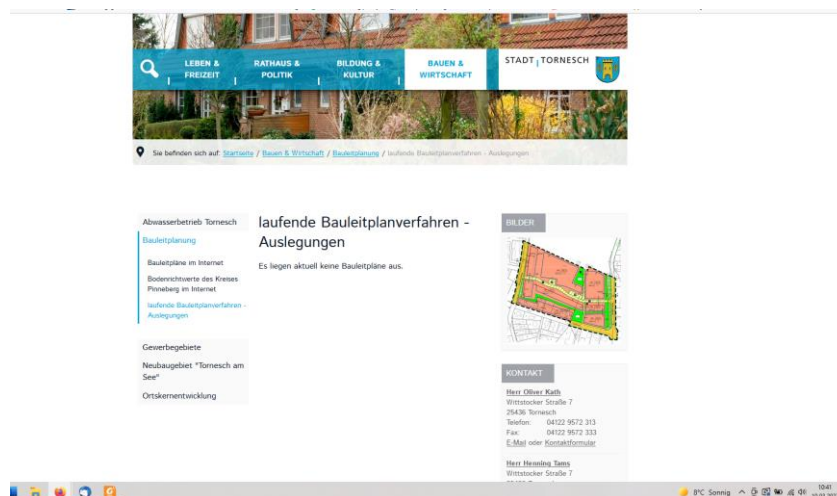 LEBEN &
FREIZEIT
RATHAUS &
POLITIK
BILDUNG &
KULTUR
BAUEN &
WIRTSCHAFT
STADT TORNESCH
Sie befinden sich auf: Startseite / Bauen & Wirtschaft / Bauleitplanung / laufende Bauleitplanverfahren - Auslegungen
Abwasserbetrieb Tornesch
Bauleitplanung
Bauleitpläne im Internet
Bodenrichtwerte des Kreises
Pinneberg im Internet
laufende Bauleitplanverfahren -
Auslegungen
Gewerbegebiete
Neubaugebiet "Tornesch am
See"
Ortskernentwicklung
laufende Bauleitplanverfahren -
Auslegungen
Es liegen aktuell keine Bauleitpläne aus.
BILDER
KONTAKT
Herr Oliver Kath
Wittstocker Straße 7
25436 Tornesch
Telefon: 04122 9572 313
Fax: 04122 9572 333
E-Mail oder Kontaktformular
Herr Henning Tams
Wittstocker Straße 7
8°C Sonnig
10:41